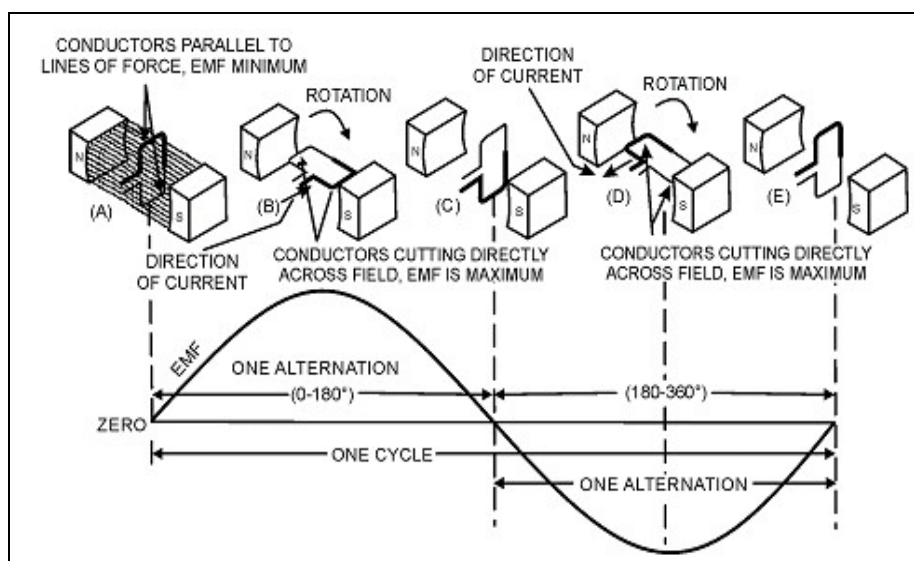 CONDUCTORS PARALLEL TO
LINES OF FORCE, EMF MINIMUM
DIRECTION
OF CURRENT
ROTATION
ROTATION
N
S
(A)
N
S
(B)
N
S
(C)
N
S
(D)
N
S
(E)
DIRECTION
OF CURRENT
CONDUCTORS CUTTING DIRECTLY
ACROSS FIELD, EMF IS MAXIMUM
CONDUCTORS CUTTING DIRECTLY
ACROSS FIELD, EMF IS MAXIMUM
EMF
ONE ALTERNATION
(0-180°)
(180-360°)
ZERO
ONE CYCLE
ONE ALTERNATION